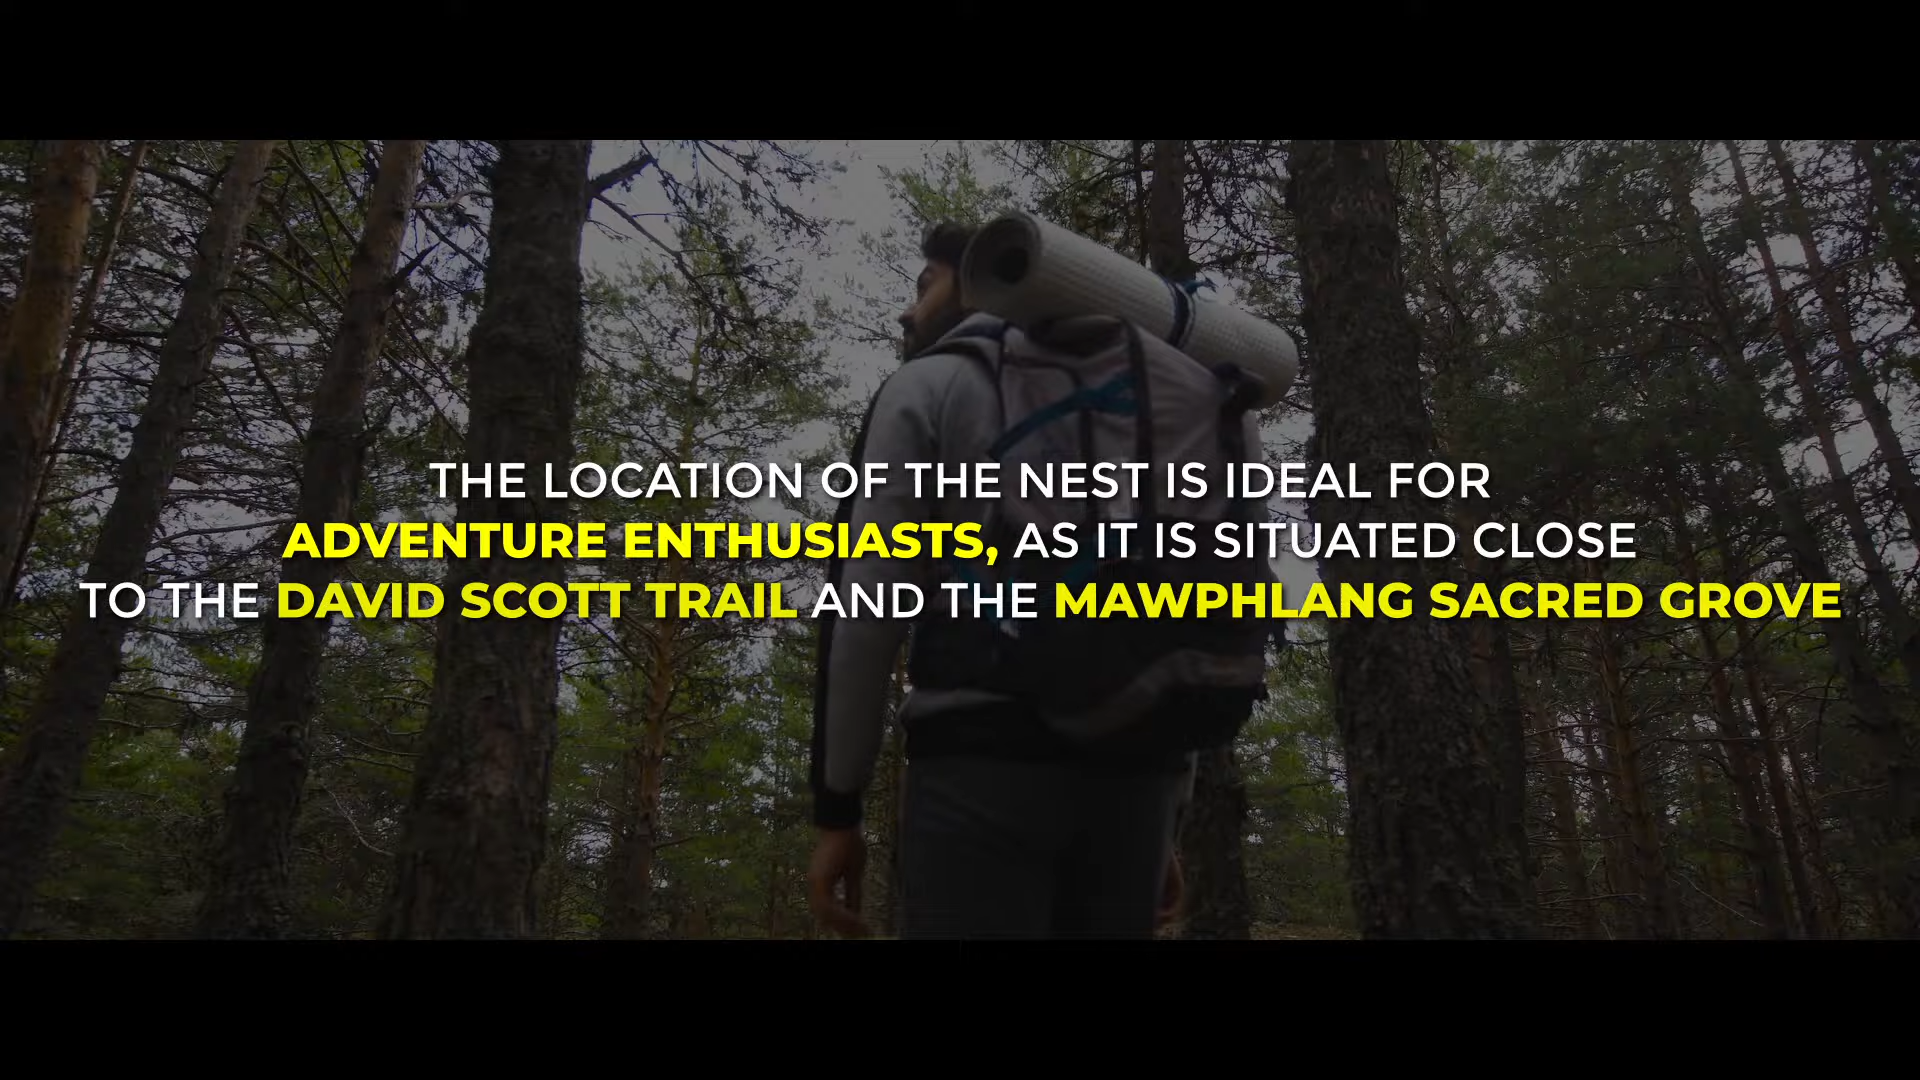 THE LOCATION OF THE NEST IS IDEAL FOR
ADVENTURE ENTHUSIASTS, AS IT IS SITUATED CLOSE
TO THE DAVID SCOTT TRAIL AND THE MAWPHLANG SACRED GROVE